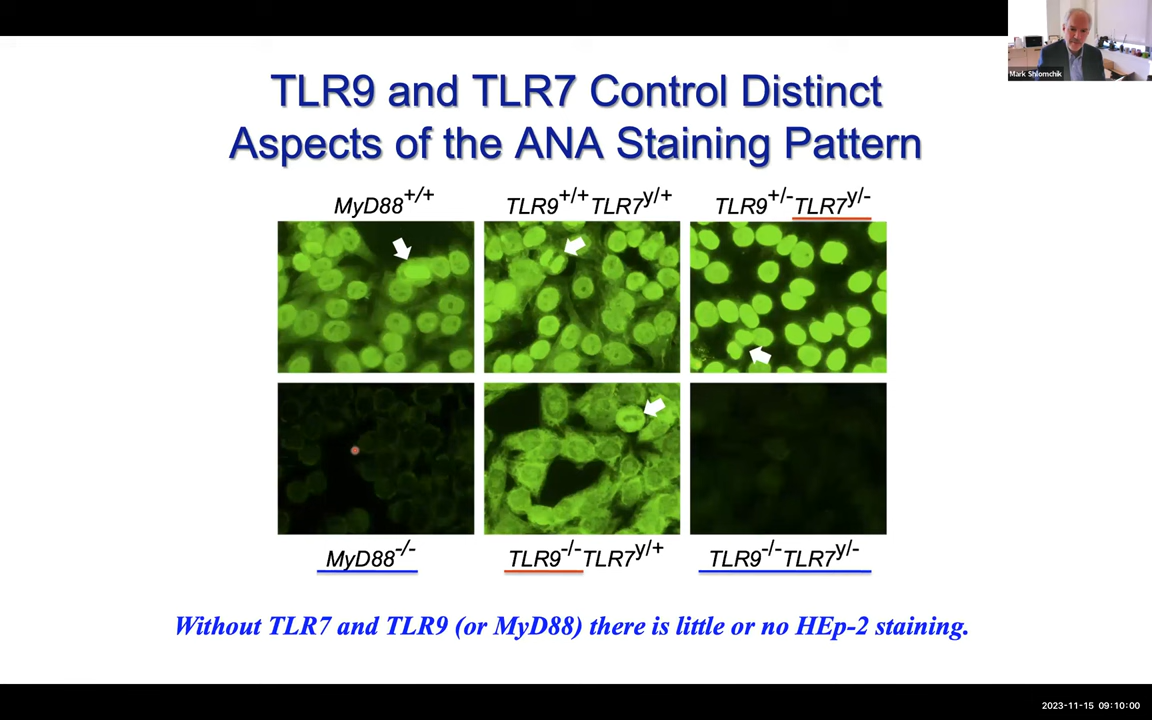 Mark Shlomchik
TLR9 and TLR7 Control Distinct
Aspects of the ANA Staining Pattern
MyD88+/+
TLR9+/+TLR7y/+
TLR9+/-TLR7y/-
MyD88-/-
TLR9-/-TLR7y/+
TLR9-/-TLR7y/-
Without TLR7 and TLR9 (or MyD88) there is little or no HEp-2 staining.
2023-11-15 09:10:00